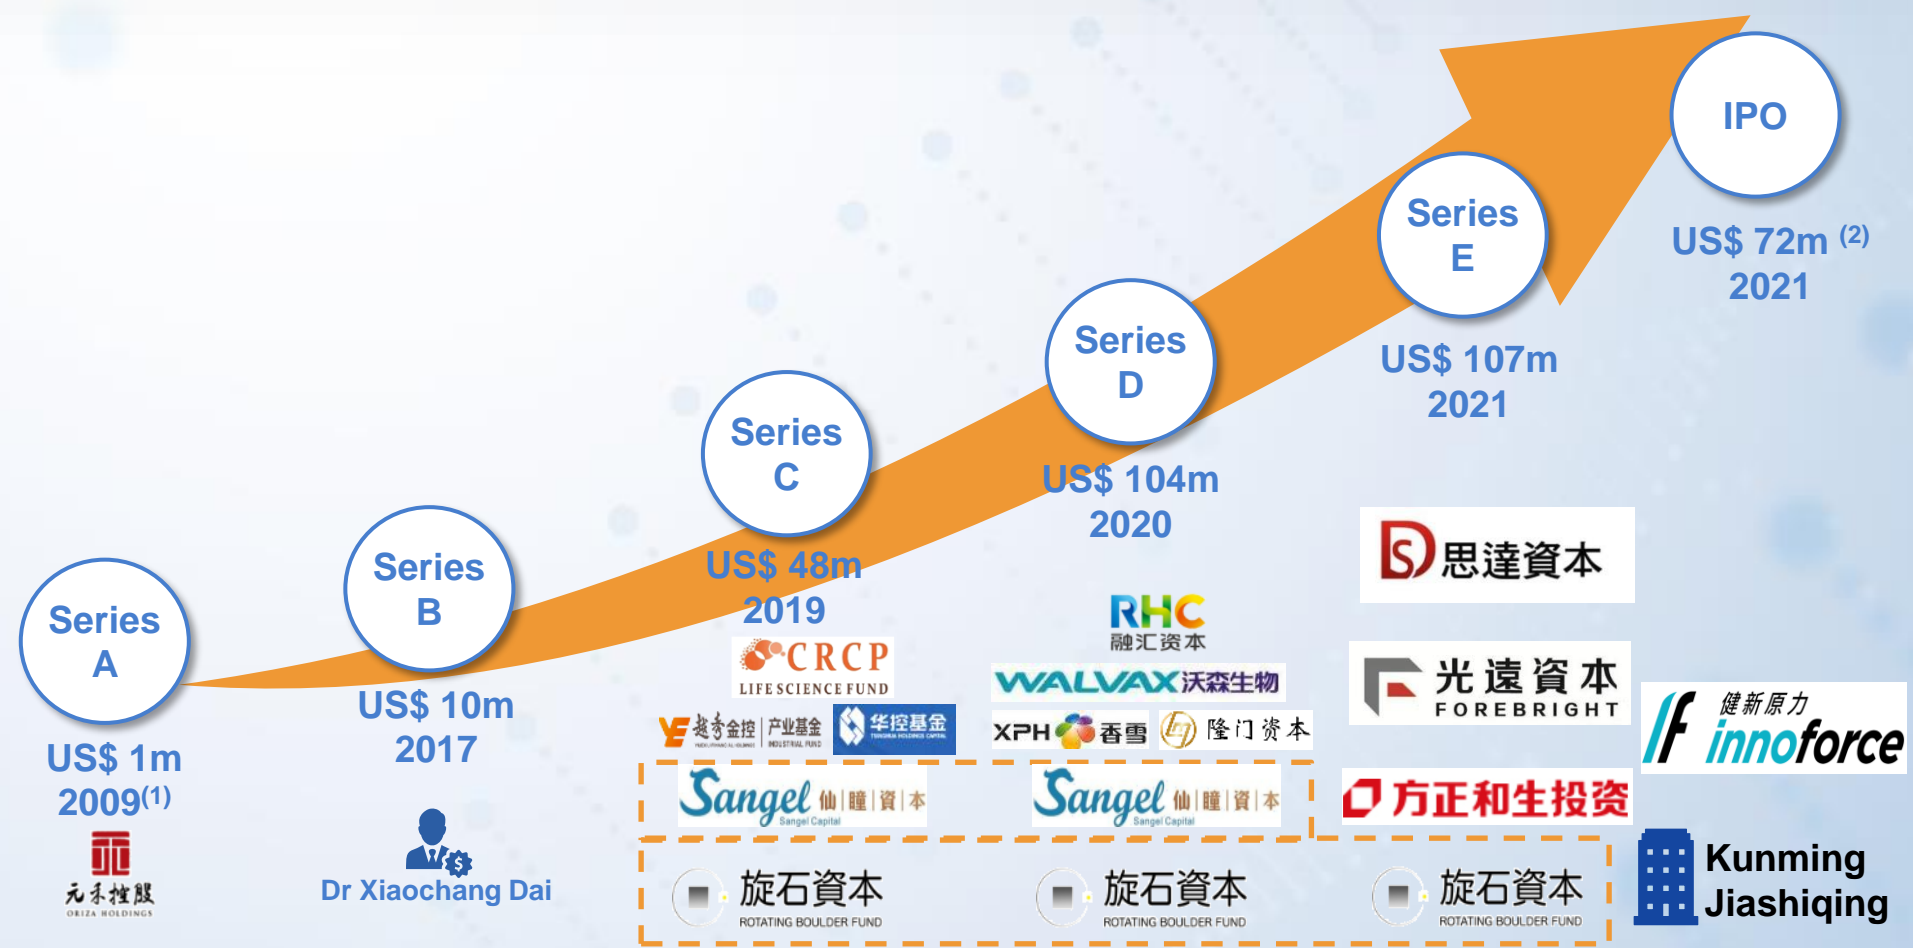 Series
A
US$ 1m
2009(1)
元禾控股
ORIZA HOLDINGS
Series
B
US$ 10m
2017
Dr Xiaochang Dai
Series
C
US$ 48m
2019
CRCP
LIFE SCIENCE FUND
越秀金控 产业基金
INDUSTRIAL FUND
华控基金
TSINGHUA HOLDINGS CAPITAL
Sangel 仙瞳資本
Sangel Capital
旋石資本
ROTATING BOULDER FUND
Series
D
US$ 104m
2020
RHC
融汇资本
WALVAX 沃森生物
XPH 香雪
隆门资本
Sangel 仙瞳資本
Sangel Capital
旋石資本
ROTATING BOULDER FUND
Series
E
US$ 107m
2021
思達資本
光遠資本
FOREBRIGHT
方正和生投资
旋石資本
ROTATING BOULDER FUND
IPO
US$ 72m (2)
2021
健新原力
innoforce
Kunming
Jiashiqing